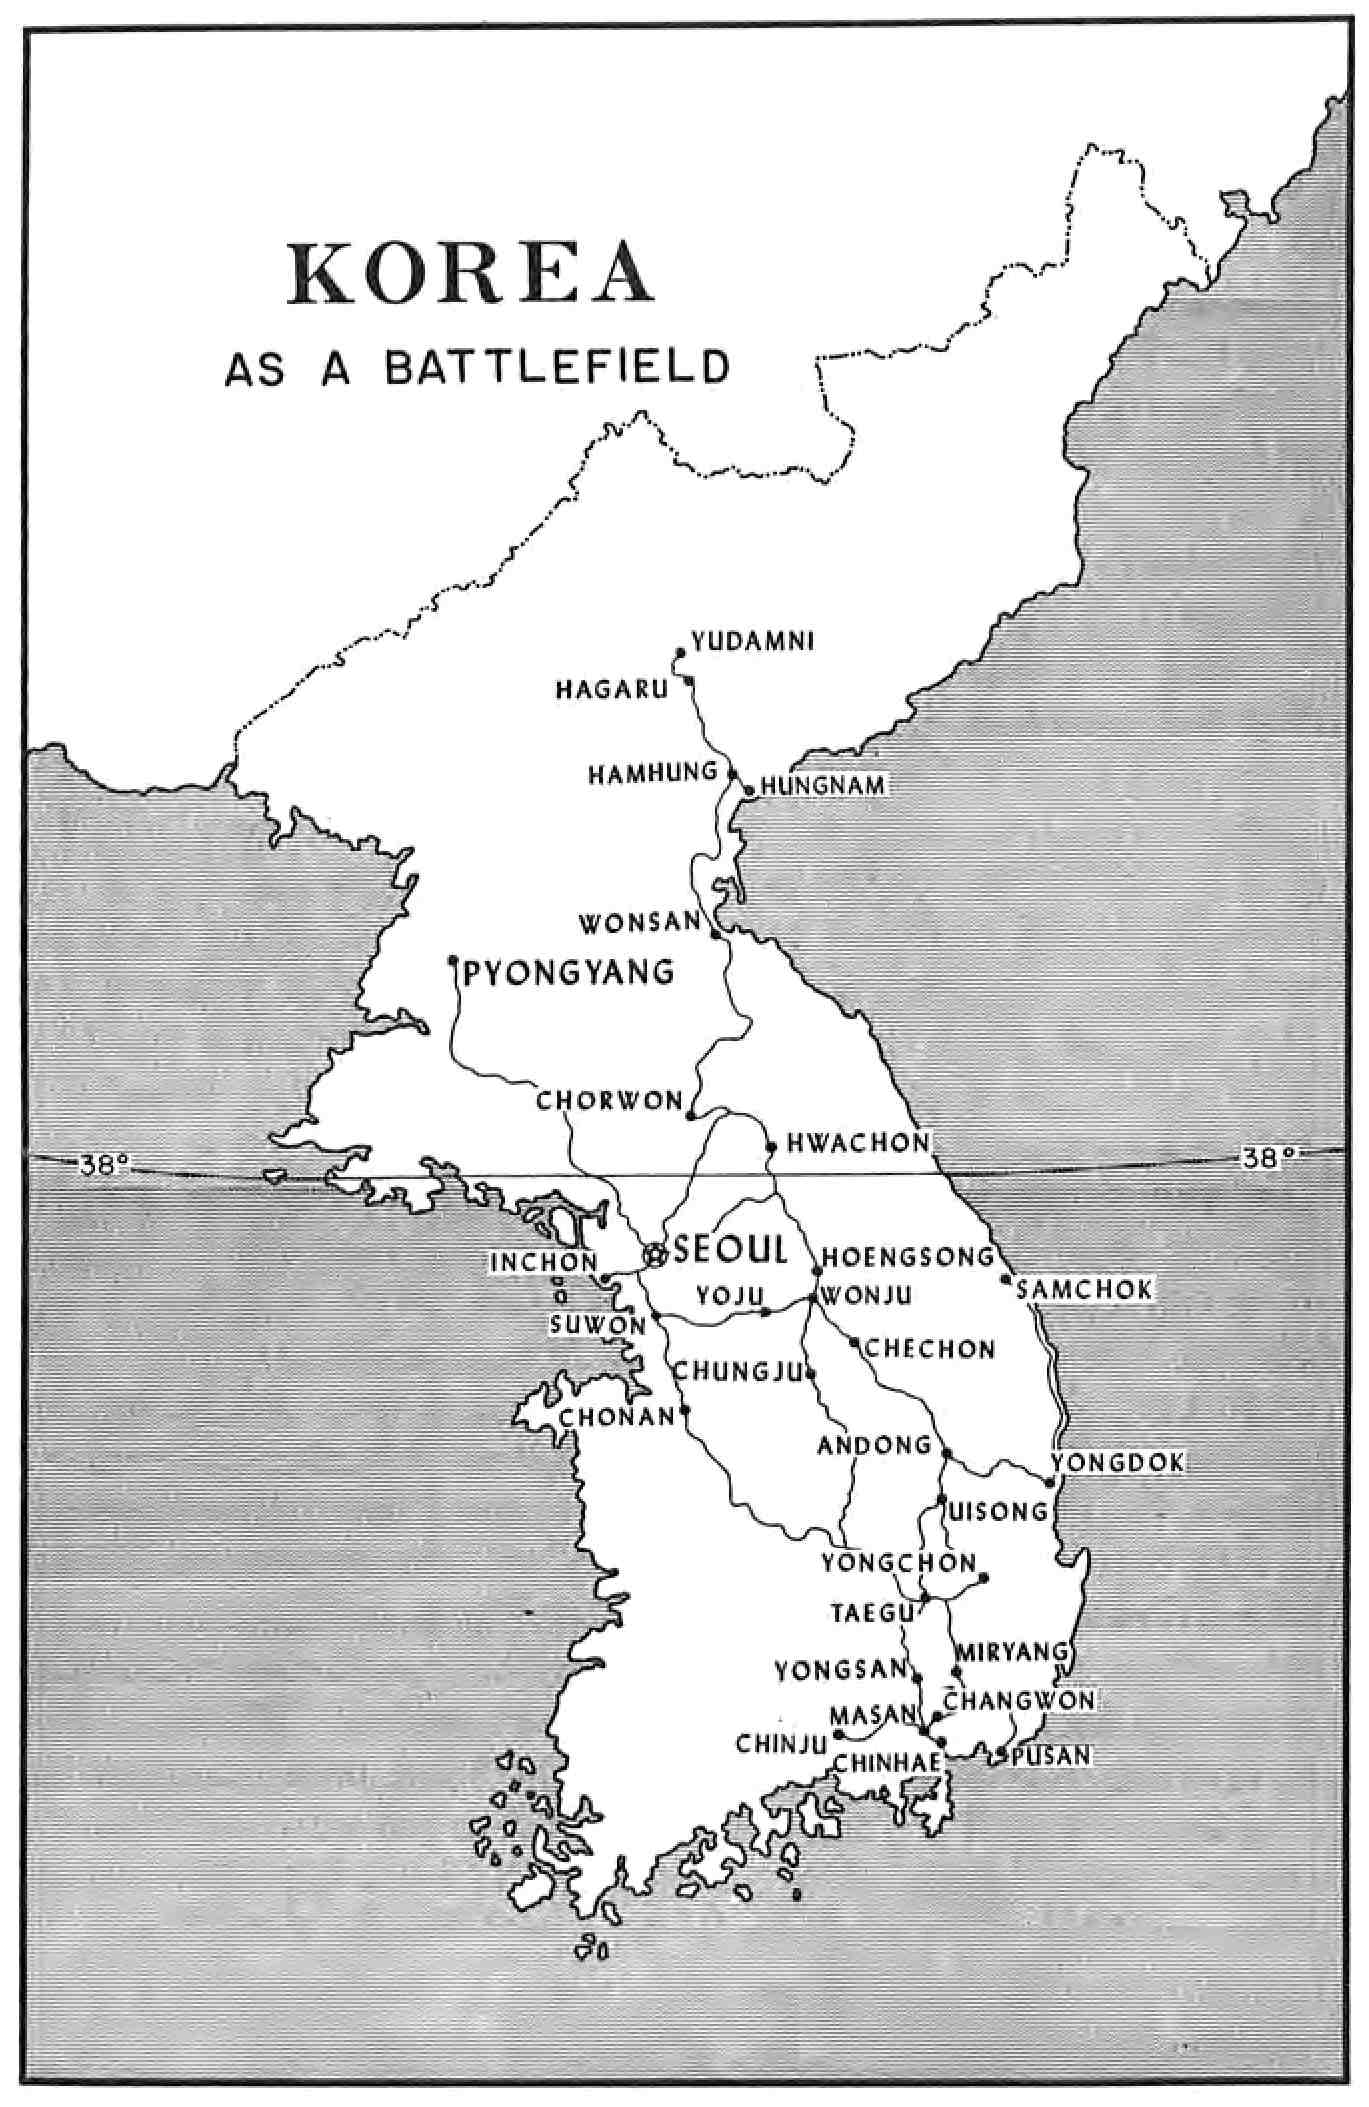 KOREA
AS A BATTLEFIELD
YUDAMNI
HAGARU
HAMHUNG
HUNGNAM
WONSAN
PYONGYANG
CHORWON
HWACHON
38°
38°
SEOUL
INCHON
HOENGSONG
SAMCHOK
YOJU
WONJU
SUWON
CHECHON
CHUNGJU
CHONAN
ANDONG
YONGDOK
UISONG
YONGCHON
TAEGU
MIRYANG
YONGSAN
CHANGWON
MASAN
CHINJU
PUSAN
CHINHAE